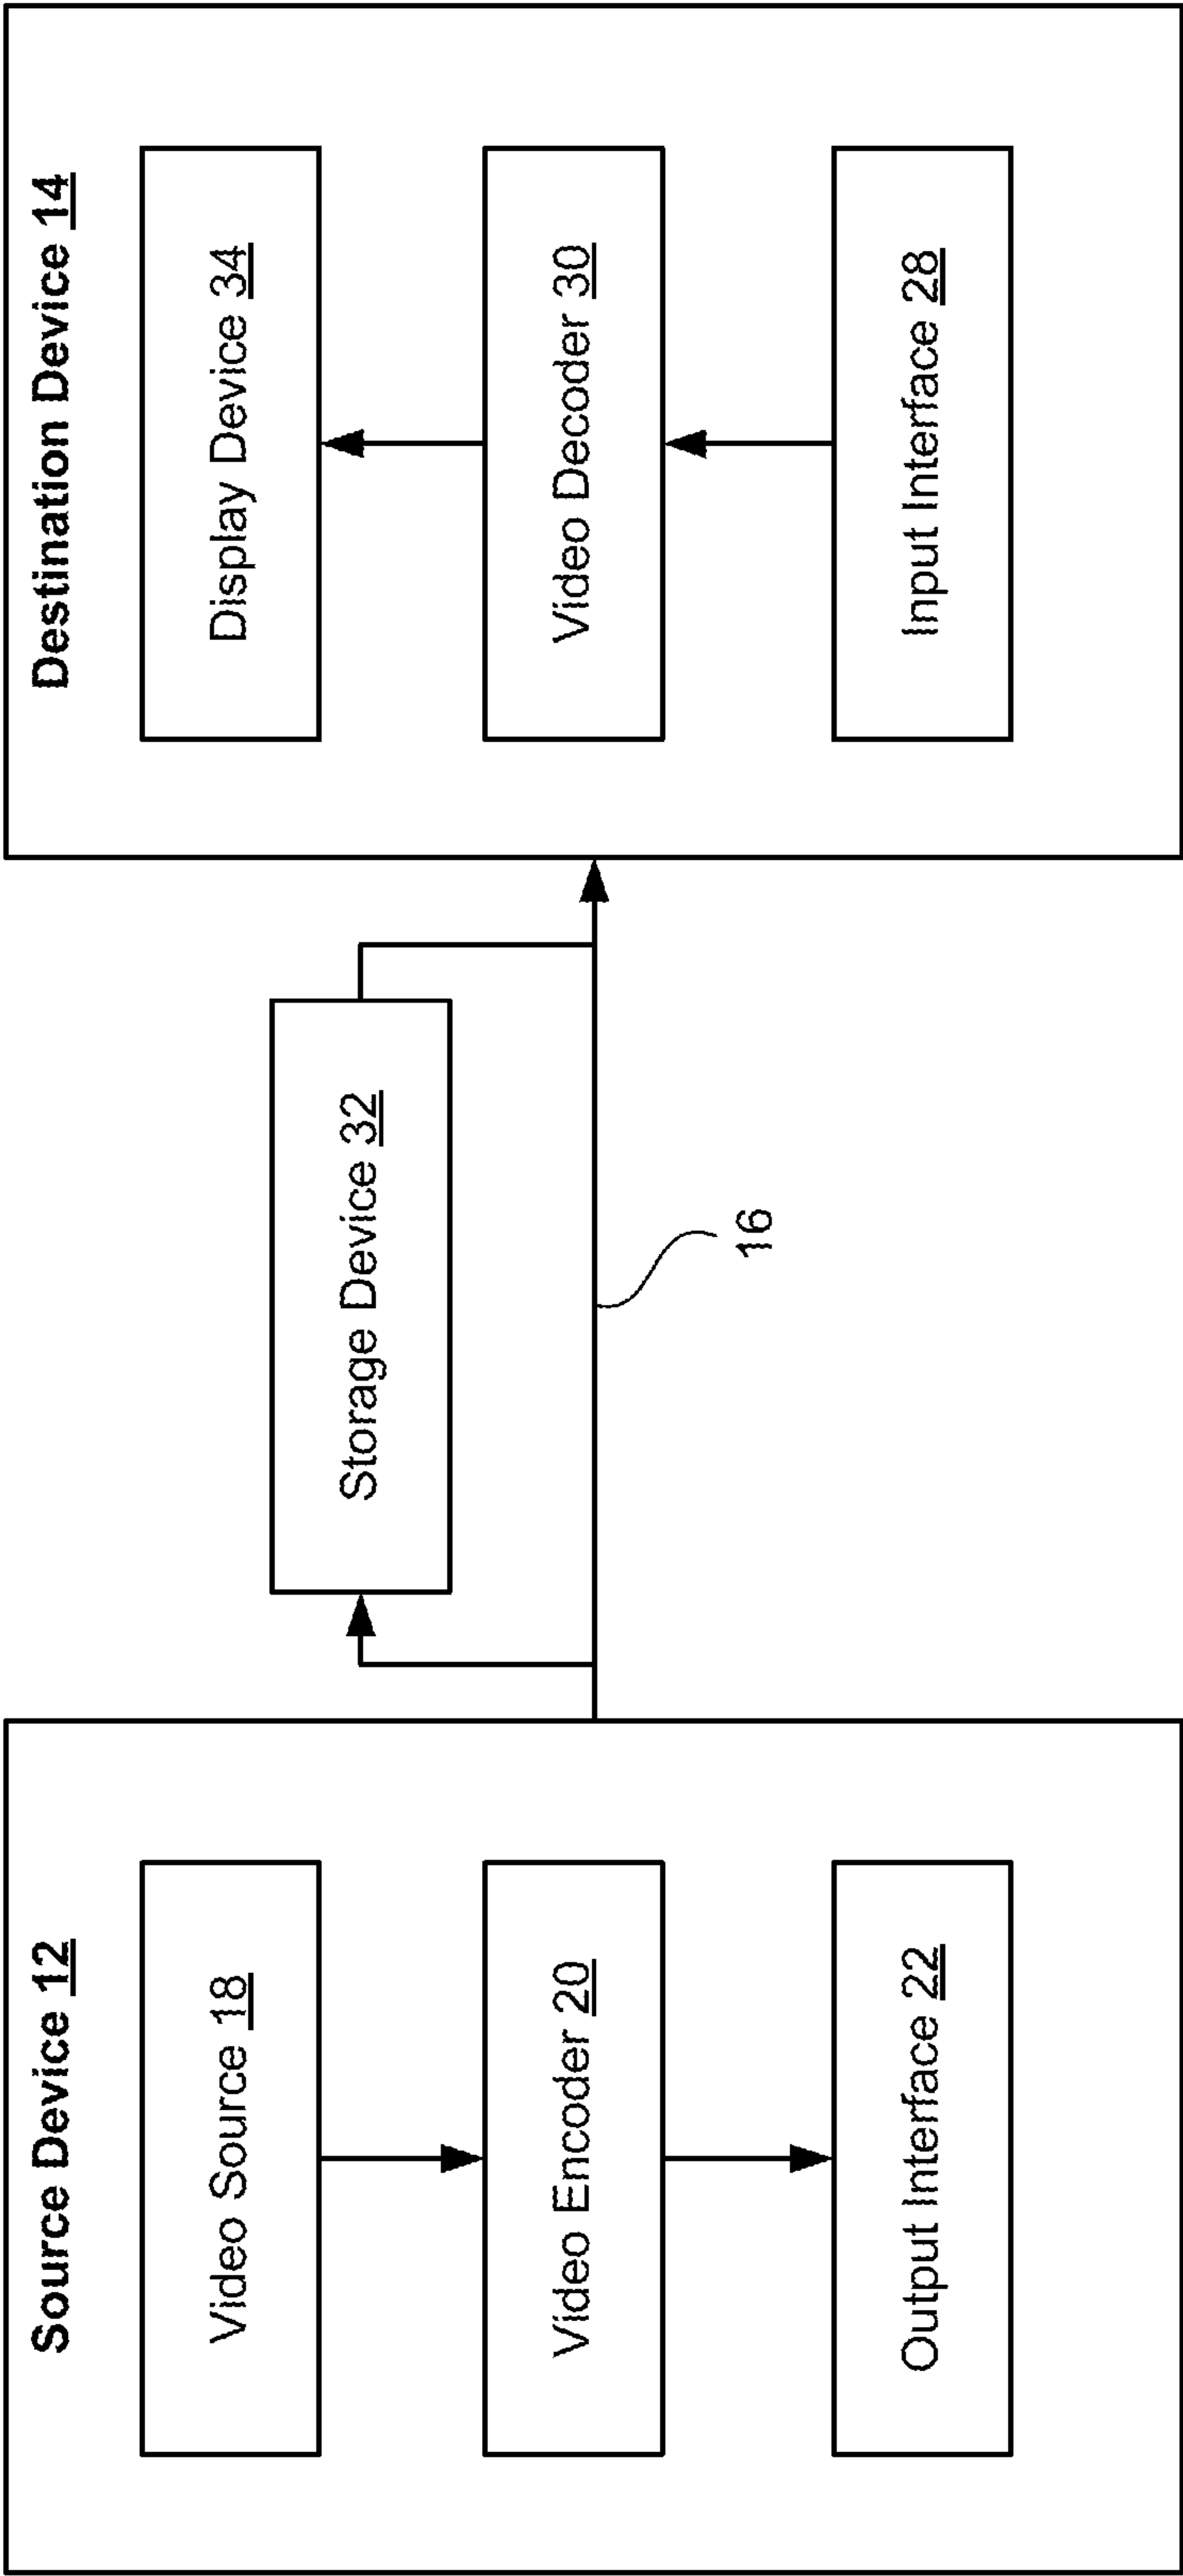 Source Device 12
Video Source 18
Video Encoder 20
Output Interface 22
Storage Device 32
16
Destination Device 14
Display Device 34
Video Decoder 30
Input Interface 28